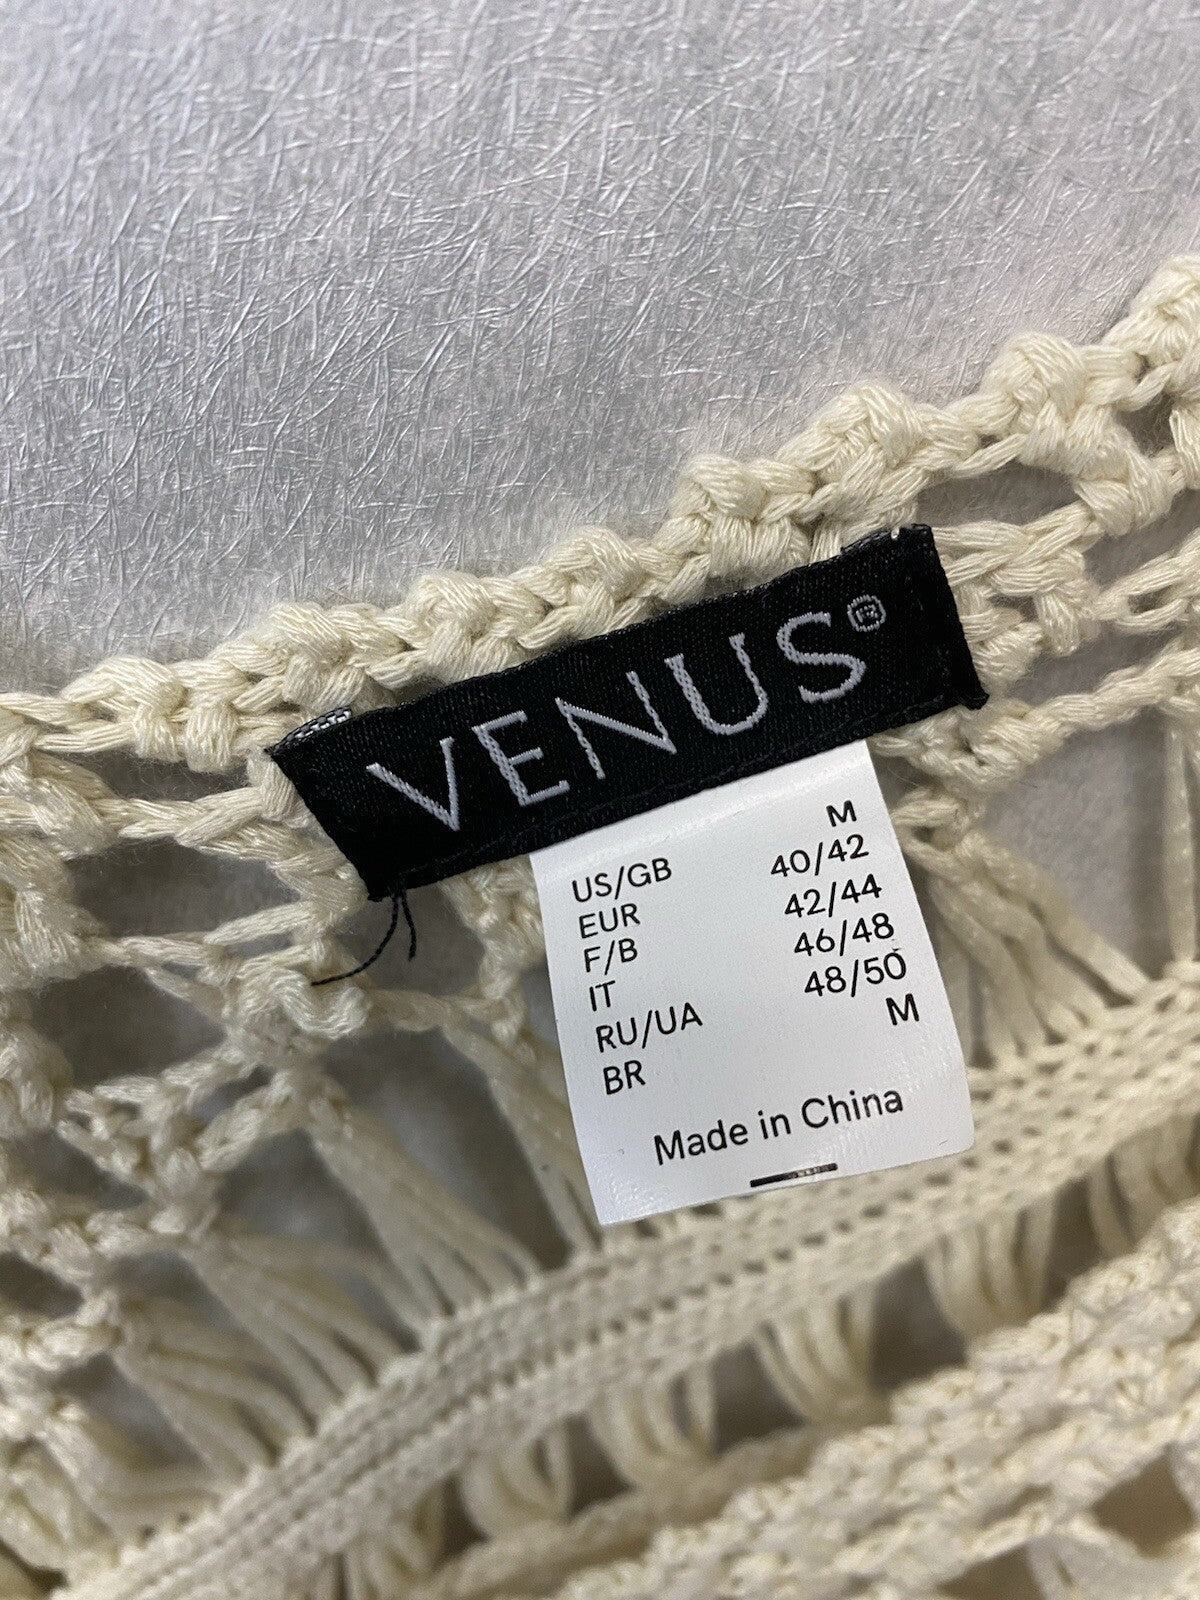 VENUS®
US/GB M
EUR 40/42
F/B 42/44
IT 46/48
RU/UA 48/50
BR M
Made in China